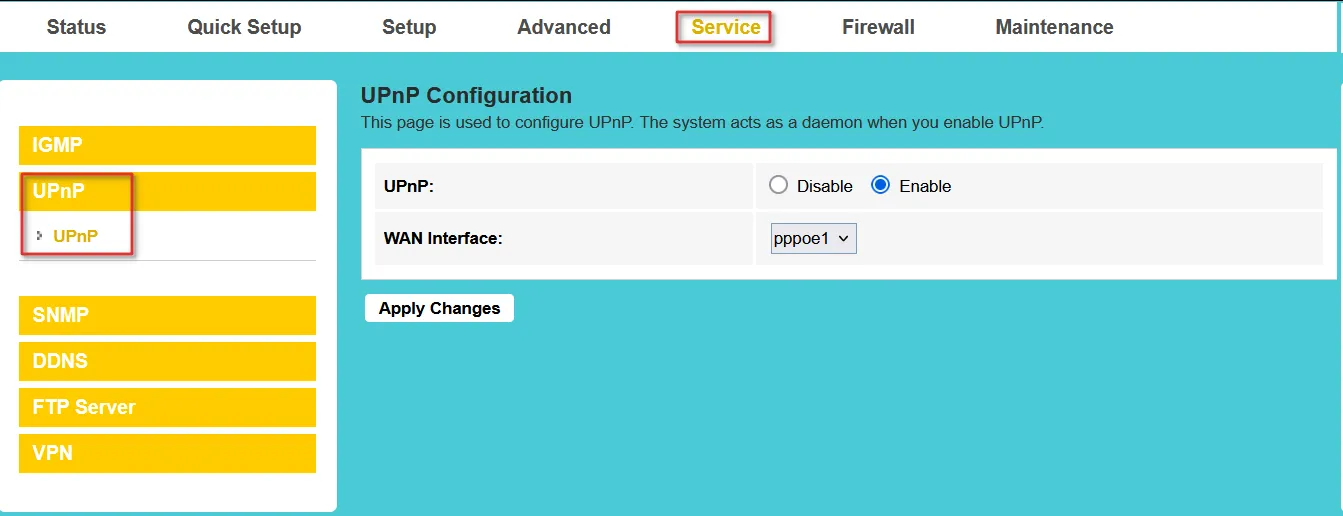 Status Quick Setup Setup Advanced Service Firewall Maintenance
IGMP
UPnP
UPnP
SNMP
DDNS
FTP Server
VPN
UPnP Configuration
This page is used to configure UPnP. The system acts as a daemon when you enable UPnP.
UPnP: Disable Enable
WAN Interface: pppoe1
Apply Changes